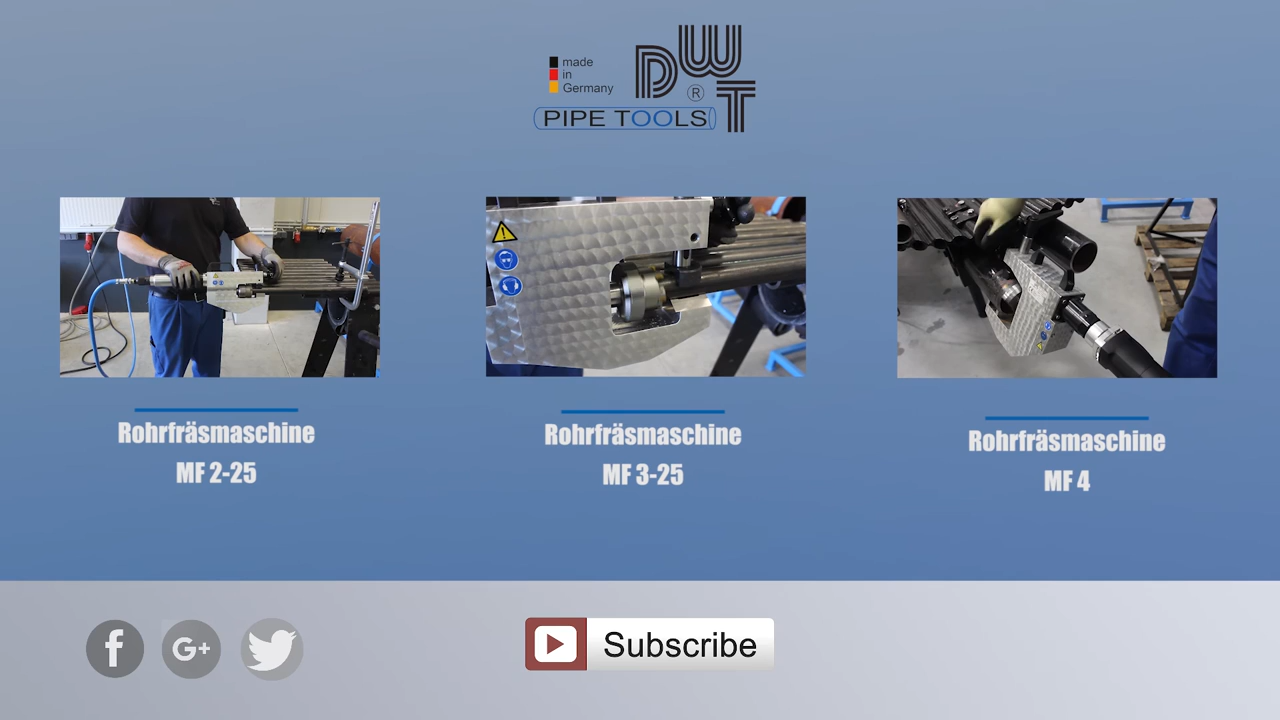 made
in
Germany
DWT
®
PIPE TOOLS
Rohrfräsmaschine
MF 2-25
Rohrfräsmaschine
MF 3-25
Rohrfräsmaschine
MF 4
f
G+
Subscribe